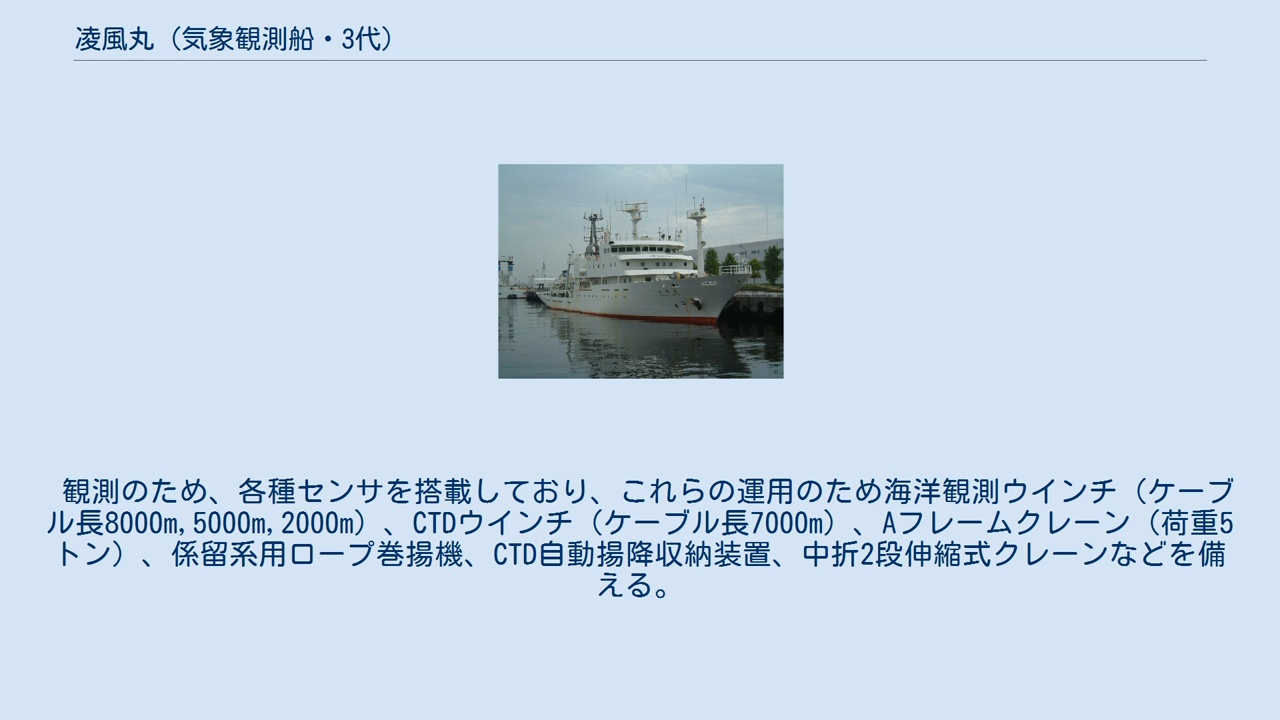 凌風丸（気象観測船・3代）
観測のため、各種センサを搭載しており、これらの運用のため海洋観測ウインチ（ケーブ
ル長8000m,5000m,2000m）、CTDウインチ（ケーブル長7000m）、Aフレームクレーン（荷重5
トン）、係留系用ロープ巻揚機、CTD自動揚降収納装置、中折2段伸縮式クレーンなどを備
える。